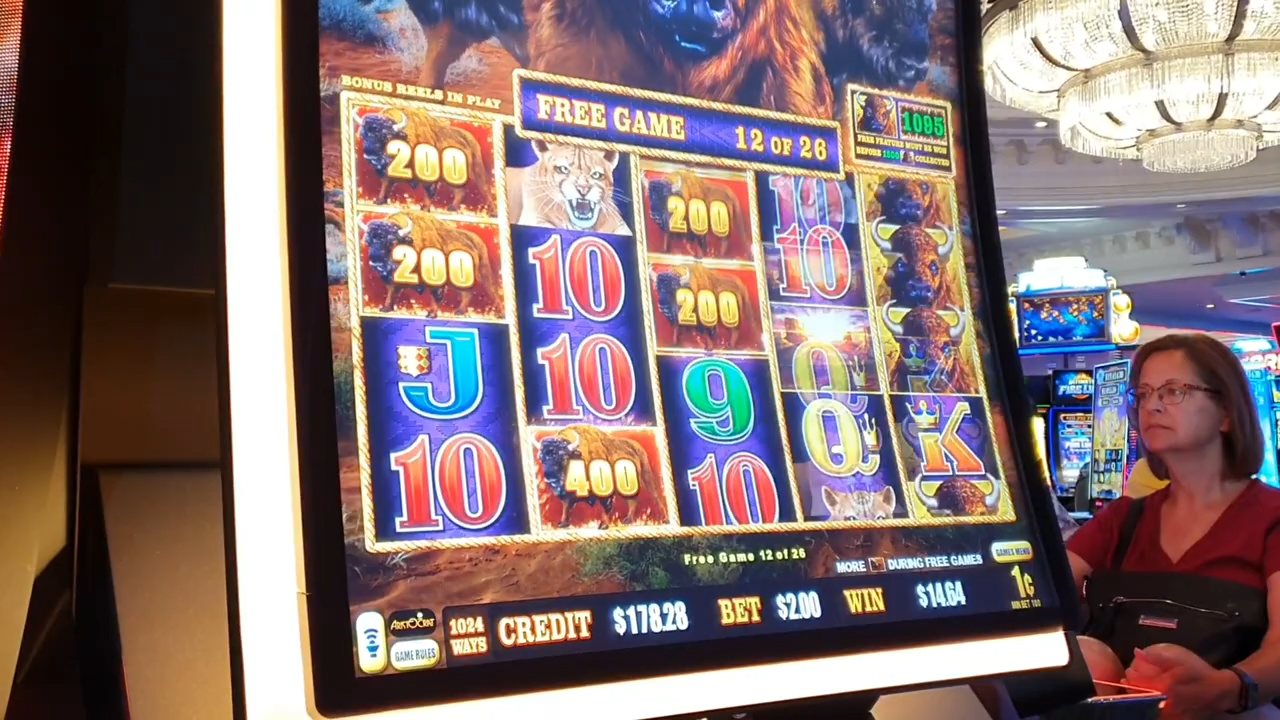 BONUS REELS IN PLAY
FREE GAME 12 OF 26
1095
FREE FEATURE MUST BE WON
BEFORE 1800 COLLECTED
200
200
J
10
10
10
400
200
200
9
10
10
10
Q
Q
K
Free Game 12 of 26
MORE DURING FREE GAMES
GAMES MENU
ARISTOCRAT
GAME RULES
1024
WAYS
CREDIT $178.28 BET $2.00 WIN $14.64
1¢